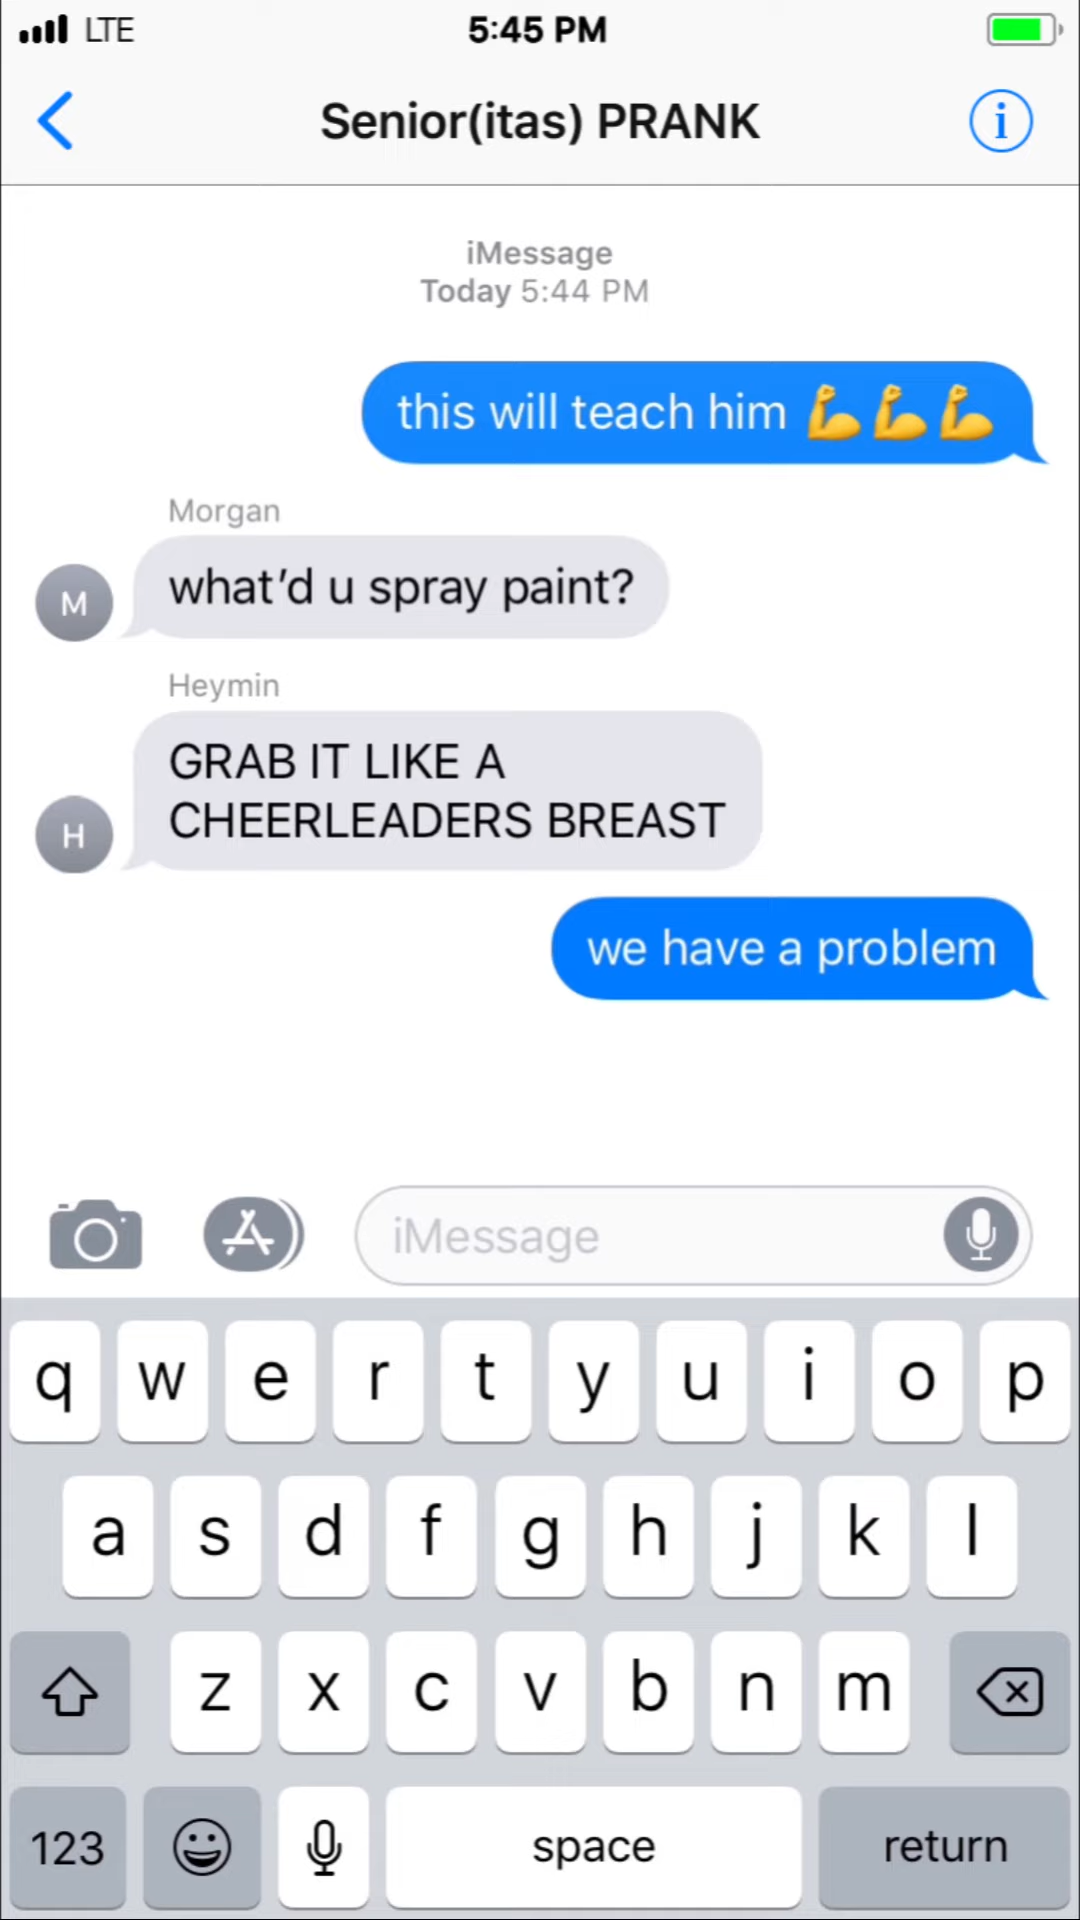 LTE 5:45 PM
Senior(itas) PRANK
iMessage
Today 5:44 PM
this will teach him 💪💪💪
Morgan
M
what'd u spray paint?
Heymin
GRAB IT LIKE A
CHEERLEADERS BREAST
H
we have a problem
iMessage
q w e r t y u i o p
a s d f g h j k l
z x c v b n m
123 space return